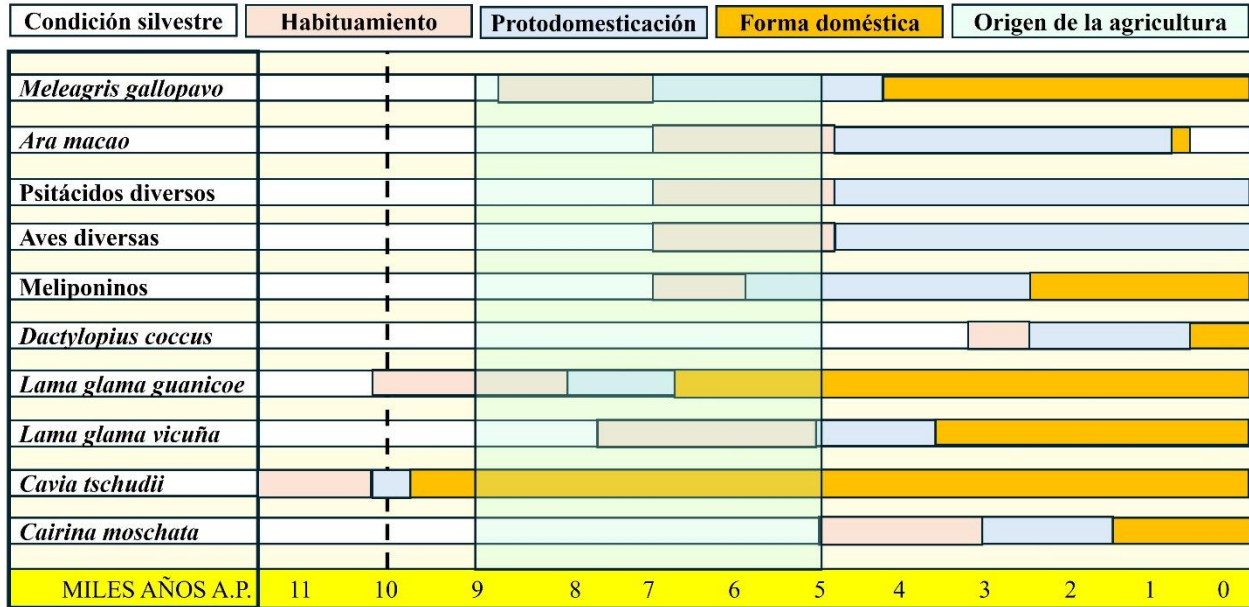 Condición silvestre Habituamiento Protodomesticación Forma doméstica Origen de la agricultura
Meleagris gallopavo
Ara macao
Psitácidos diversos
Aves diversas
Meliponinos
Dactylopius coccus
Lama glama guanicoe
Lama glama vicuña
Cavia tschudii
Cairina moschata
MILES AÑOS A.P. 11 10 9 8 7 6 5 4 3 2 1 0